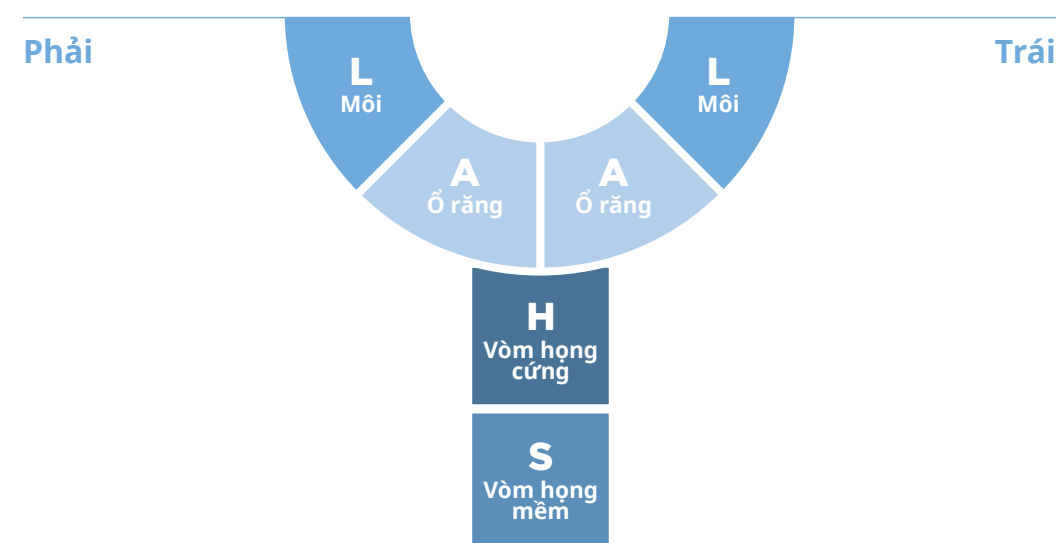 Phải
Trái
L
Môi
L
Môi
A
Ổ răng
A
Ổ răng
H
Vòm họng
cứng
S
Vòm họng
mềm